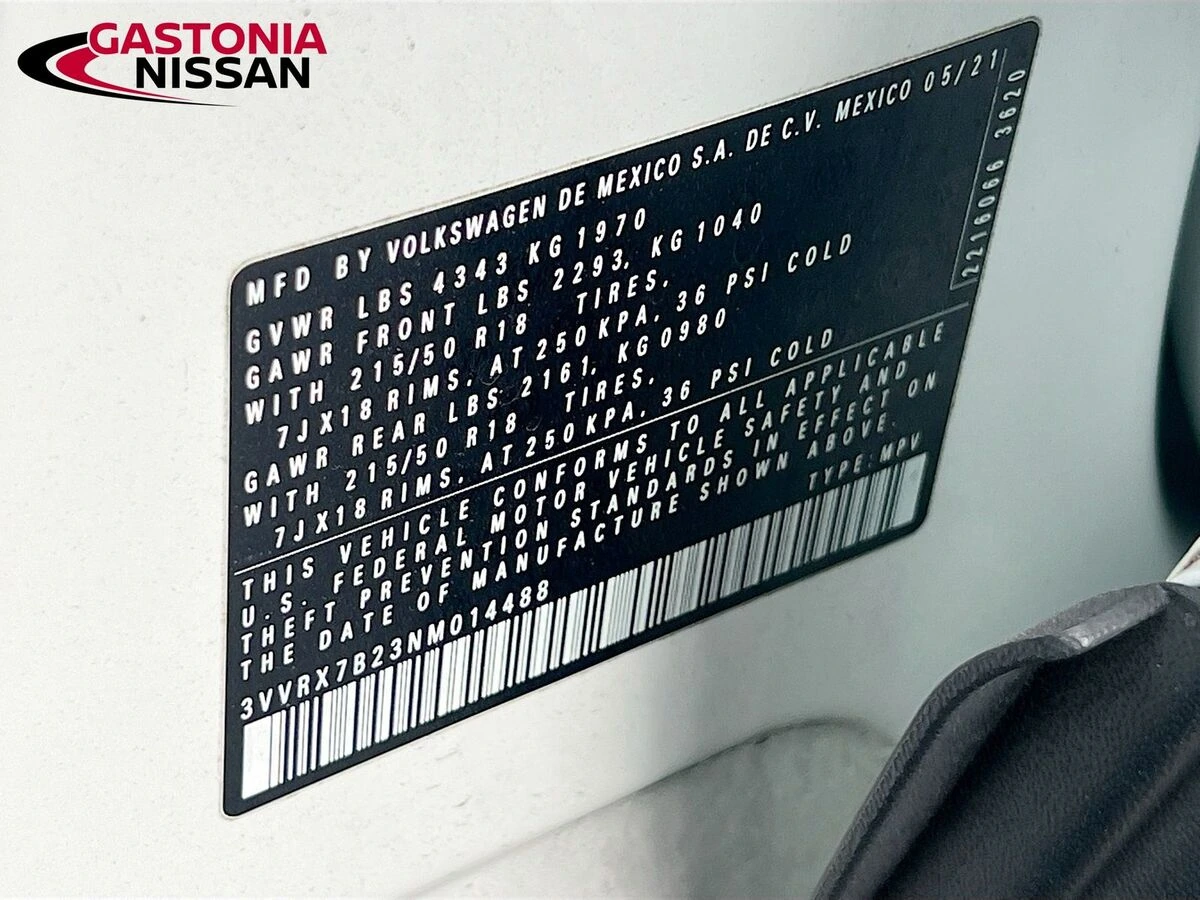 GASTONIA
NISSAN
MFD BY VOLKSWAGEN DE MEXICO S.A. DE C.V. MEXICO 05/21
GVWR LBS 4343 KG 1970
GAWR FRONT LBS 2293, KG 1040
WITH 215/50 R18 TIRES,
7JX18 RIMS, AT 250KPA, 36 PSI COLD
GAWR REAR LBS 2161, KG 0980
WITH 215/50 R18 TIRES,
7JX18 RIMS, AT 250KPA, 36 PSI COLD
2216066 3620
THIS VEHICLE CONFORMS TO ALL APPLICABLE
U.S. FEDERAL MOTOR VEHICLE SAFETY AND
THEFT PREVENTION STANDARDS IN EFFECT ON
THE DATE OF MANUFACTURE SHOWN ABOVE.
3VVRX7B23NM014488 TYPE: MPV